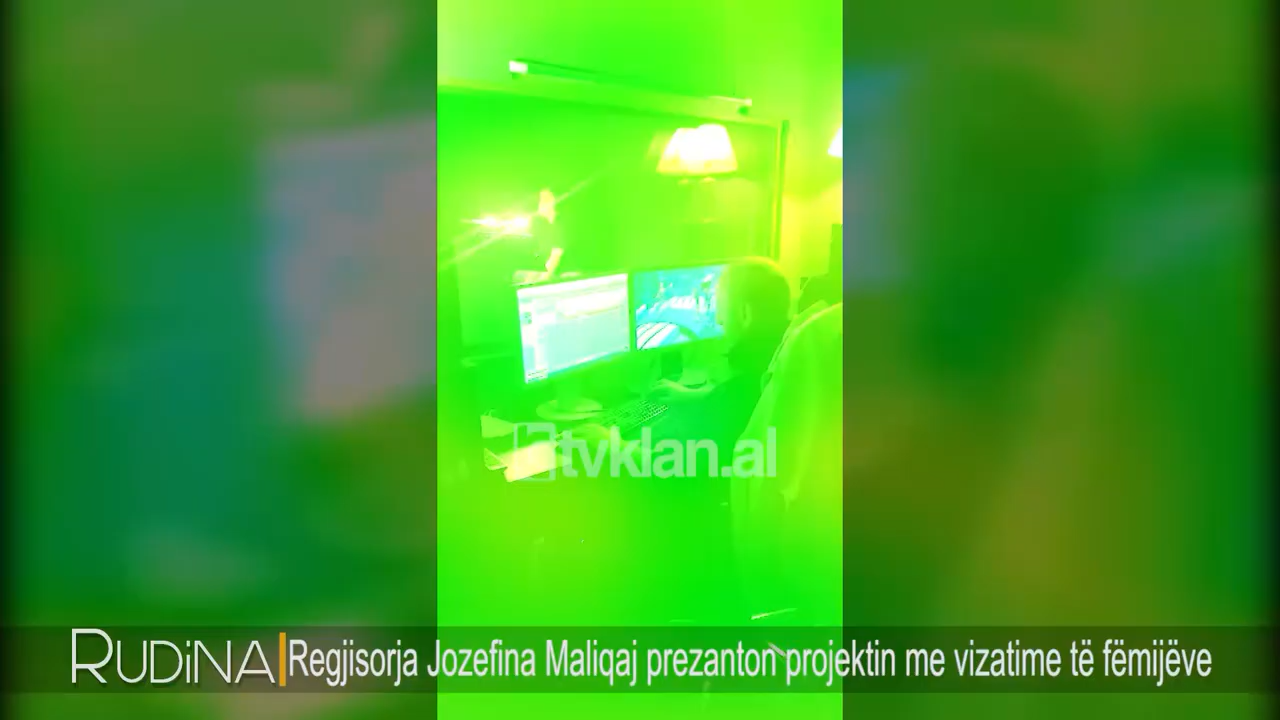 tvklan.al
RUDiNA
Regjisorja Jozefina Maliqaj prezanton projektin me vizatime të fëmijëve